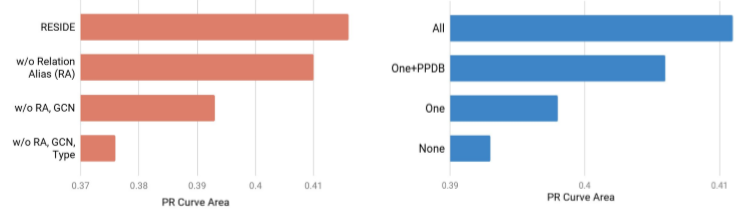 RESIDE
w/o Relation
Alias (RA)
w/o RA, GCN
w/o RA, GCN,
Type
0.37 0.38 0.39 0.4 0.41
PR Curve Area
All
One+PPDB
One
None
0.39 0.4 0.41
PR Curve Area